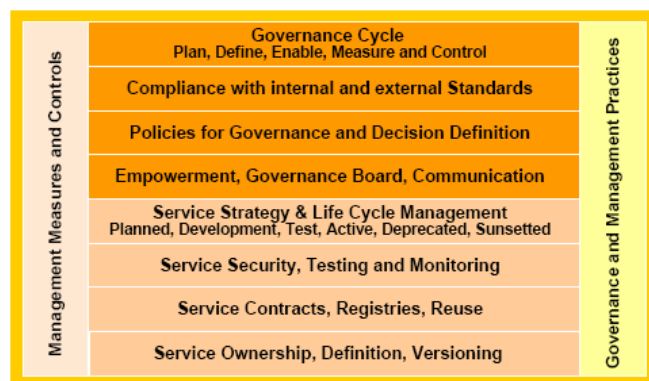 Management Measures and Controls
Governance Cycle
Plan, Define, Enable, Measure and Control
Compliance with internal and external Standards
Policies for Governance and Decision Definition
Empowerment, Governance Board, Communication
Service Strategy & Life Cycle Management
Planned, Development, Test, Active, Deprecated, Sunsetted
Service Security, Testing and Monitoring
Service Contracts, Registries, Reuse
Service Ownership, Definition, Versioning
Governance and Management Practices